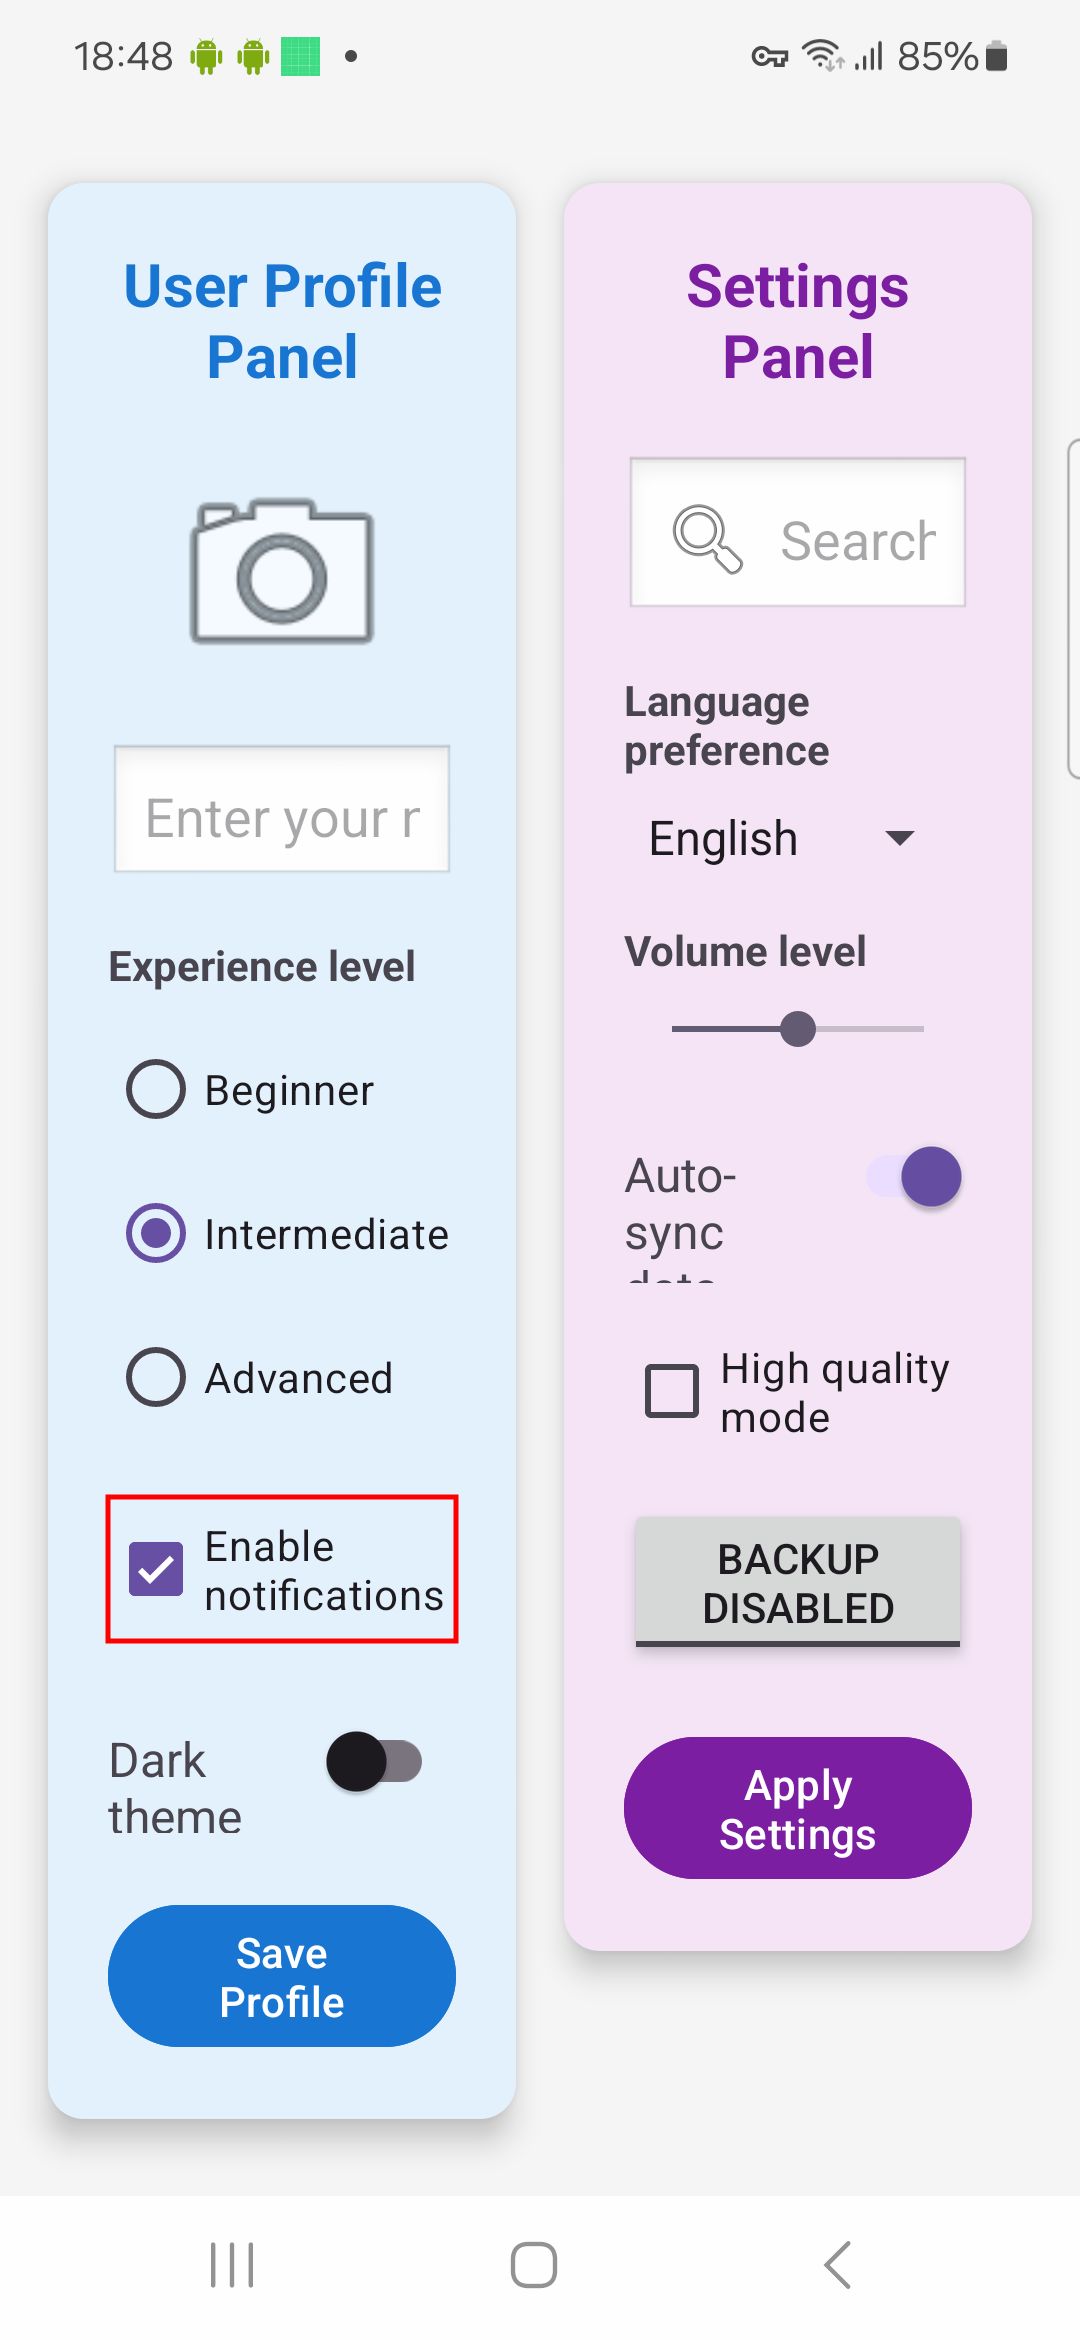 18:48
85%
User Profile
Panel
Enter your
Experience level
Beginner
Intermediate
Advanced
Enable
notifications
Dark
theme
Save
Profile
Settings
Panel
Search
Language
preference
English
Volume level
Auto-
sync
High quality
mode
BACKUP
DISABLED
Apply
Settings